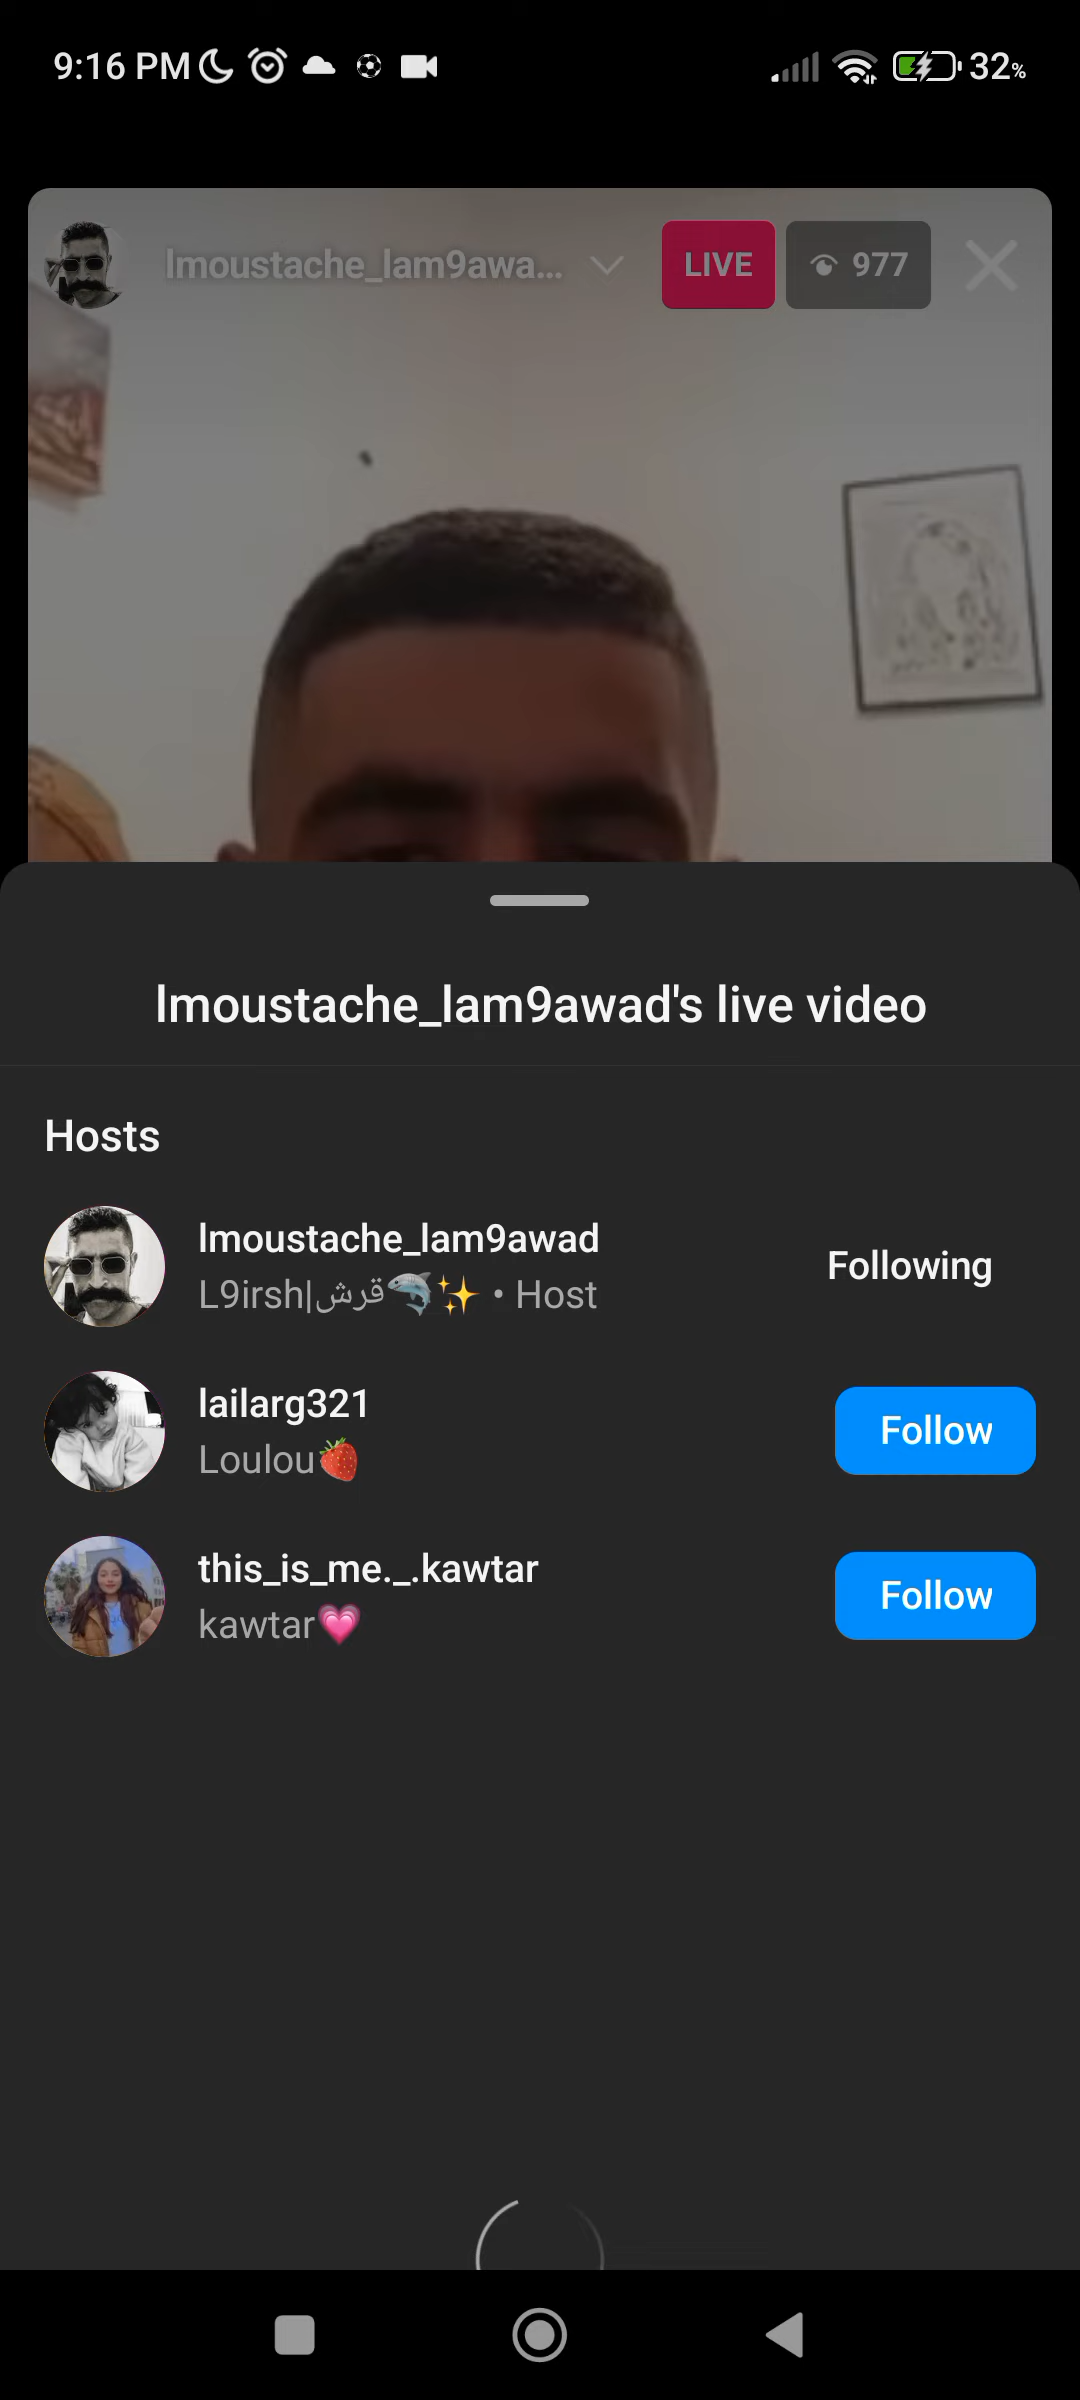 9:16 PM 32%
lmoustache_lam9awa... LIVE 977
lmoustache_lam9awad's live video
Hosts
lmoustache_lam9awad
L9irsh|قرش🦈✨ • Host
Following
lailarg321
Loulou🍓
Follow
this_is_me._.kawtar
kawtar💗
Follow